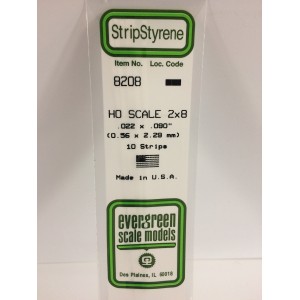 StripStyrene
Item No. Loc. Code
8208
HO SCALE 2x8
.022 x .090"
(0.56 x 2.29 mm)
10 Strips
Made in U.S.A.
evergreen
scale models
Des Plaines, IL 60018